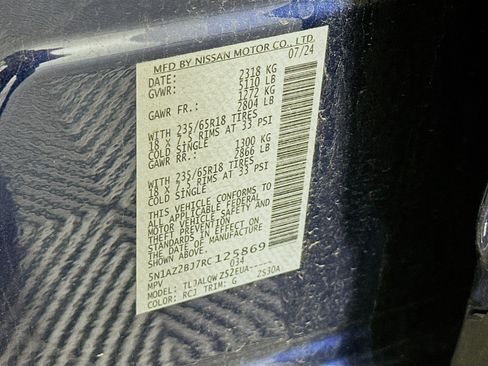 MFD BY NISSAN MOTOR CO., LTD.
DATE: 07/24
GVWR: 2318 KG
5110 LB
GAWR FR.: 1272 KG
2804 LB
WITH 235/65R18 TIRES
18 X 7.5 RIMS AT 33 PSI
COLD SINGLE
GAWR RR.: 1300 KG
2866 LB
WITH 235/65R18 TIRES
18 X 7.5 RIMS AT 33 PSI
COLD SINGLE
THIS VEHICLE CONFORMS TO
ALL APPLICABLE FEDERAL
MOTOR VEHICLE SAFETY AND
THEFT PREVENTION
STANDARDS IN EFFECT ON
THE DATE OF MANUFACTURE
SHOWN ABOVE.
5N1AZ2BJ7RC125869
MPV 034
MODEL: TLJALQWZS2EUA-----
COLOR: RCJ TRIM: G ZS30A